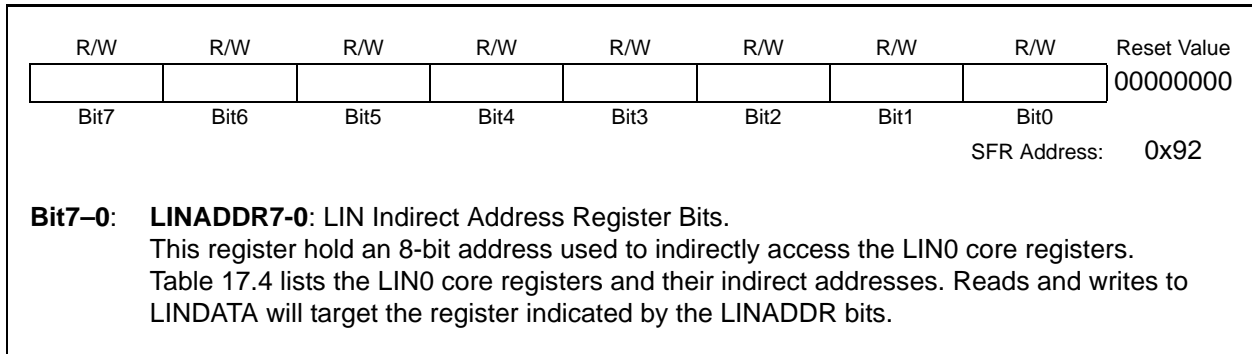 R/W R/W R/W R/W R/W R/W R/W R/W Reset Value
00000000
Bit7 Bit6 Bit5 Bit4 Bit3 Bit2 Bit1 Bit0
SFR Address: 0x92
Bit7–0: LINADDR7-0: LIN Indirect Address Register Bits.
This register hold an 8-bit address used to indirectly access the LIN0 core registers.
Table 17.4 lists the LIN0 core registers and their indirect addresses. Reads and writes to
LINDATA will target the register indicated by the LINADDR bits.